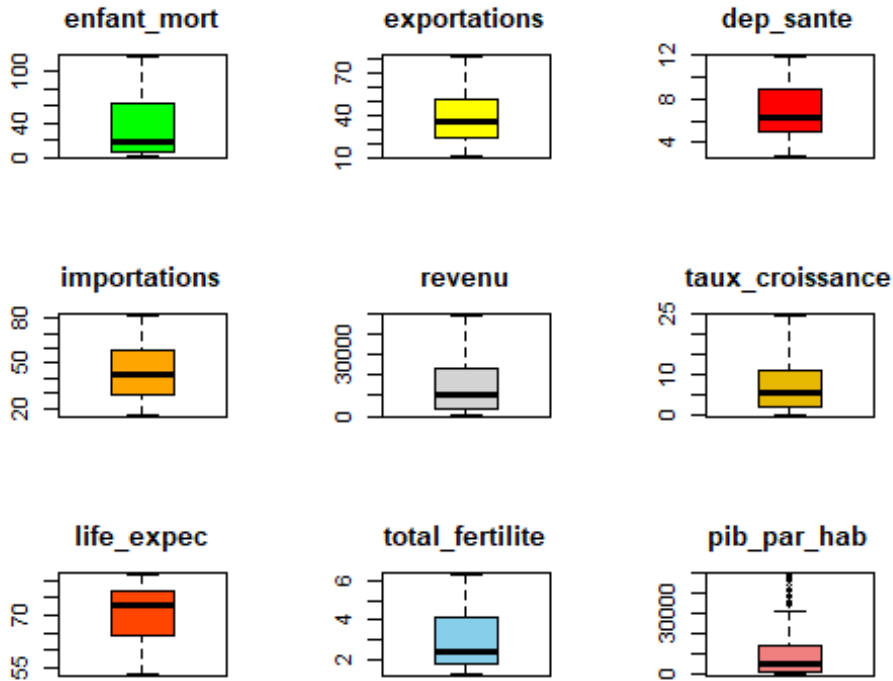 enfant_mort
exportations
dep_sante
0 40 100
10 40 70
4 8 12
importations
revenu
taux_croissance
20 50 80
0 30000
0 10 25
life_expec
total_fertilite
pib_par_hab
55 70
2 4 6
0 30000